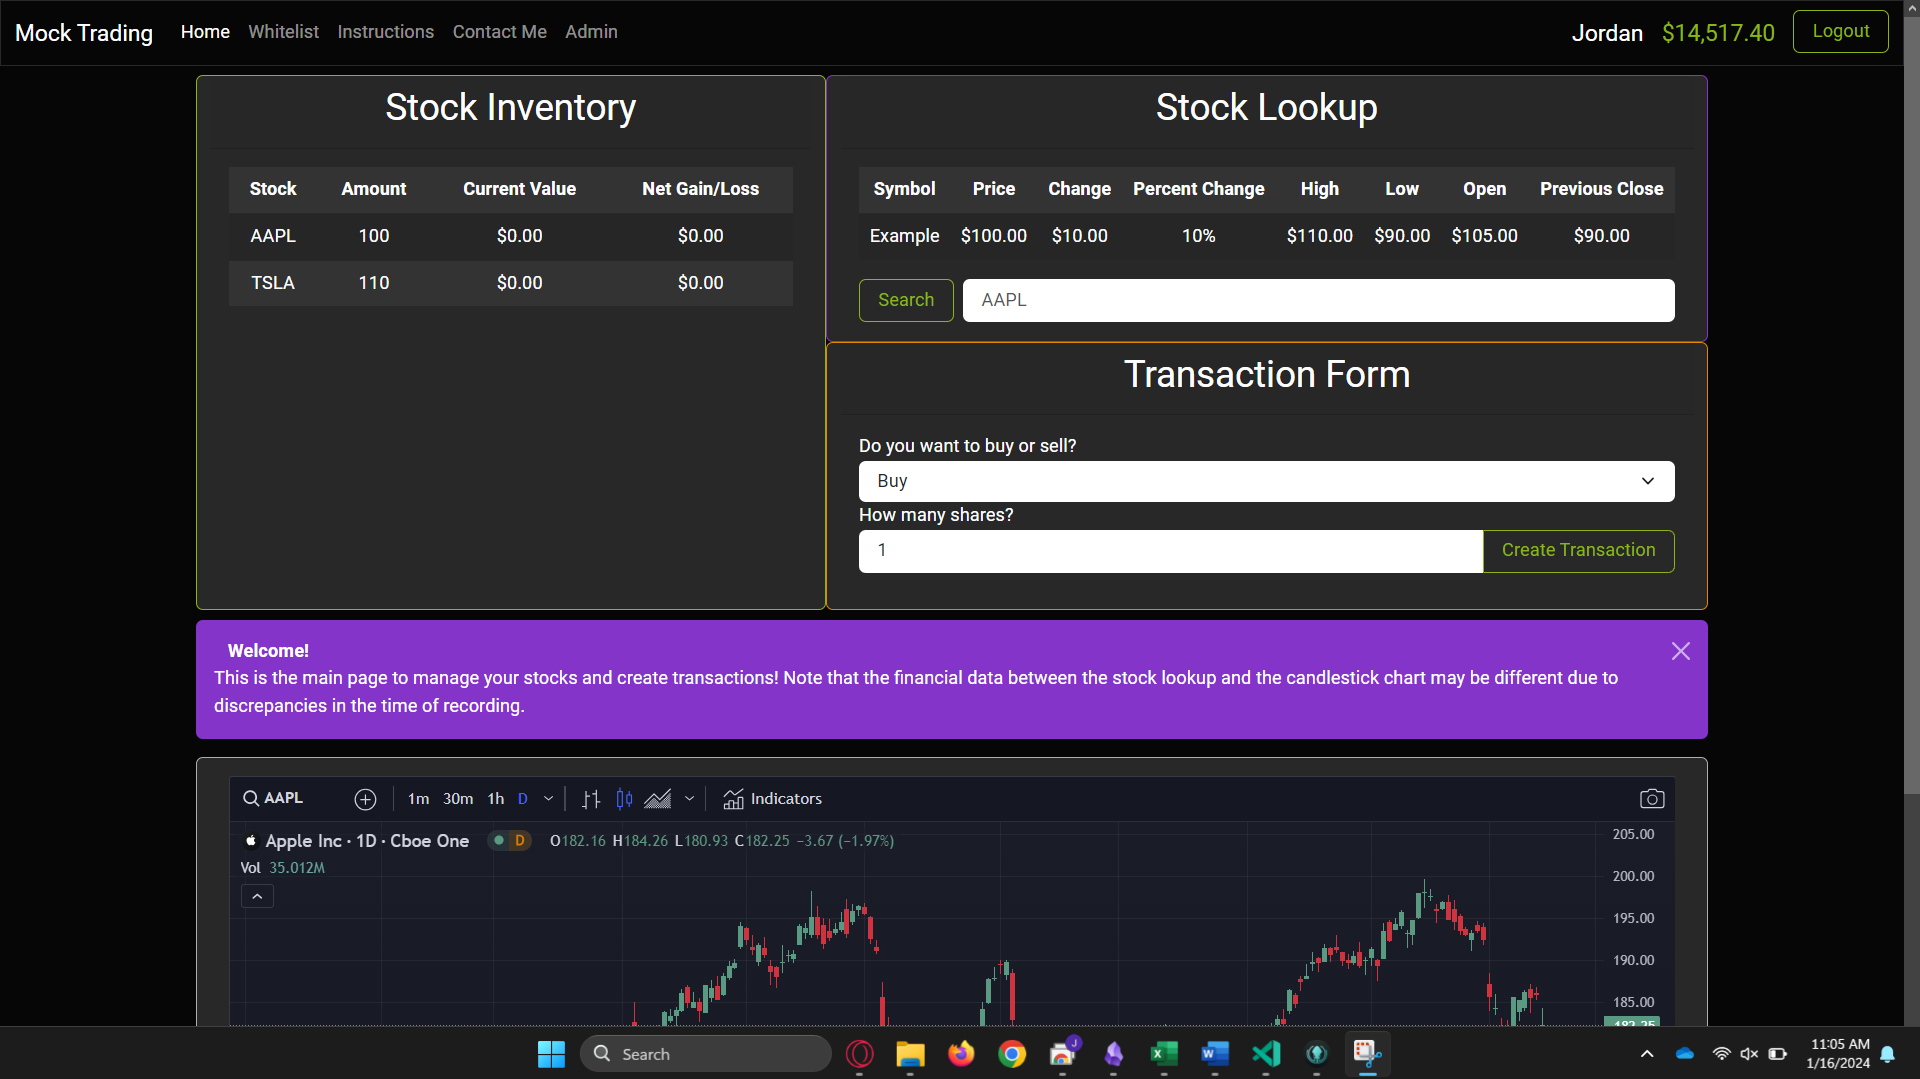 Mock Trading Home Whitelist Instructions Contact Me Admin Jordan $14,517.40 Logout
Stock Inventory
Stock Amount Current Value Net Gain/Loss
AAPL 100 $0.00 $0.00
TSLA 110 $0.00 $0.00
Stock Lookup
Symbol Price Change Percent Change High Low Open Previous Close
Example $100.00 $10.00 10% $110.00 $90.00 $105.00 $90.00
Search AAPL
Transaction Form
Do you want to buy or sell?
Buy
How many shares?
1 Create Transaction
Welcome!
This is the main page to manage your stocks and create transactions! Note that the financial data between the stock lookup and the candlestick chart may be different due to
discrepancies in the time of recording.
AAPL 1m 30m 1h D Indicators
Apple Inc · 1D · Cboe One D O182.16 H184.26 L180.93 C182.25 −3.67 (−1.97%)
Vol 35.012M
205.00
200.00
195.00
190.00
185.00
182.25
Search
11:05 AM
1/16/2024